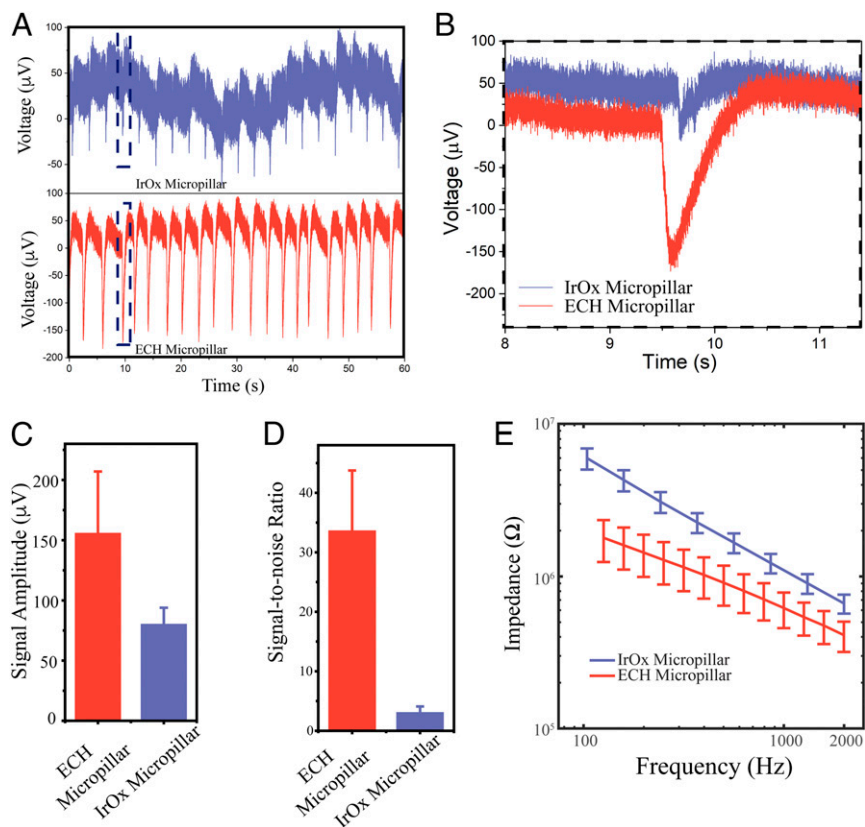 A
Voltage (µV)
100
50
0
-50
IrOx Micropillar
Voltage (µV)
100
50
0
-50
-100
-150
-200
ECH Micropillar
0
10
20
30
40
50
60
Time (s)
B
Voltage (µV)
100
50
0
-50
-100
-150
-200
IrOx Micropillar
ECH Micropillar
8
9
10
11
Time (s)
C
Signal Amplitude (µV)
200
150
100
75
50
25
0
ECH
Micropillar
IrOx Micropillar
D
Signal-to-noise Ratio
40
30
20
10
0
ECH
Micropillar
IrOx Micropillar
E
Impedance (Ω)
10⁷
10⁶
10⁵
IrOx Micropillar
ECH Micropillar
100
1000
2000
Frequency (Hz)